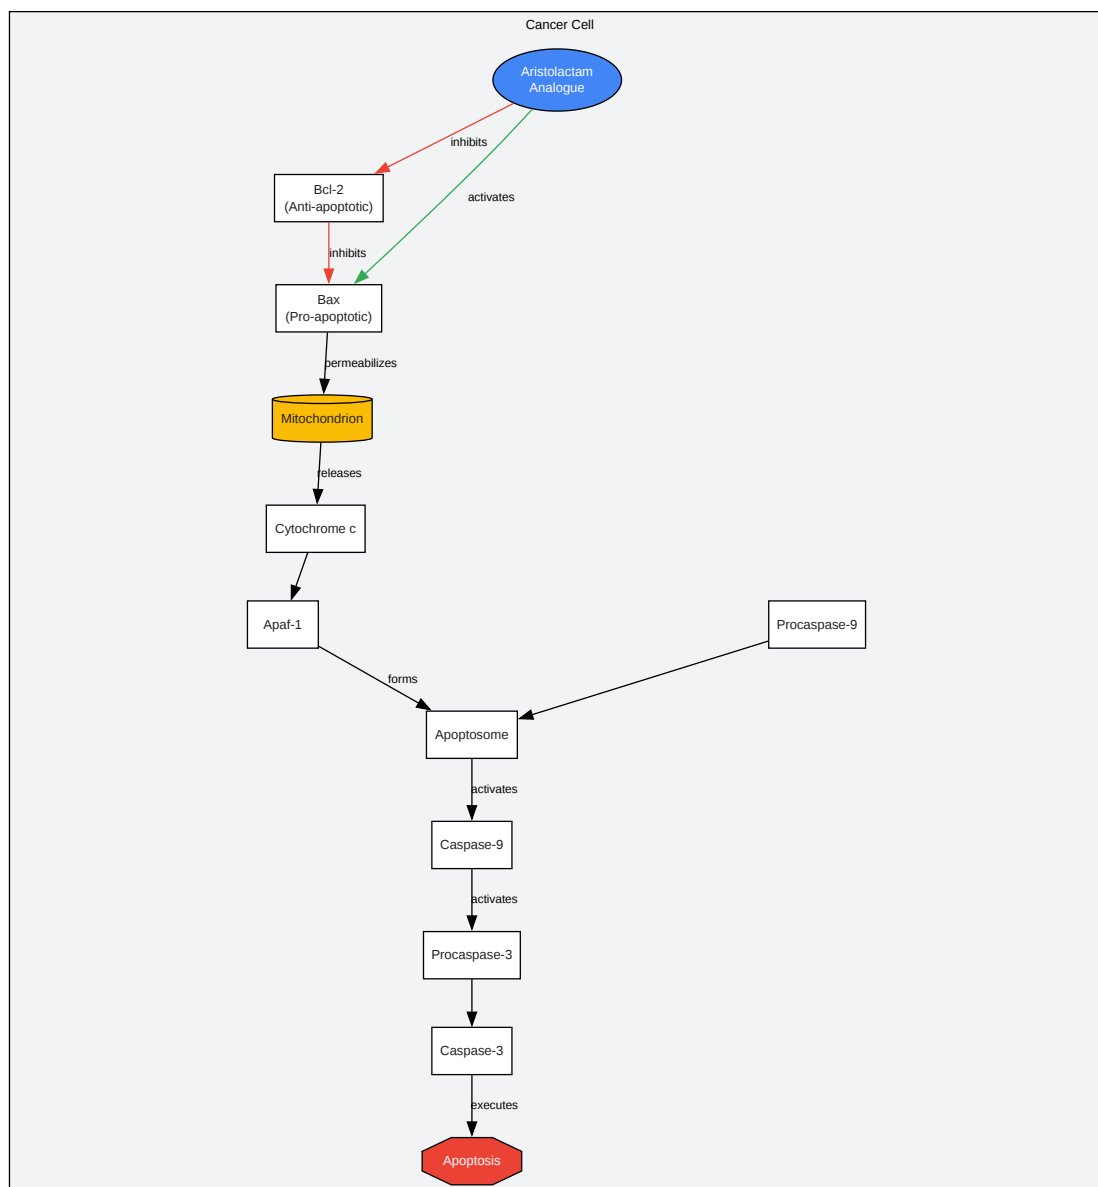 Cancer Cell
Aristolactam
Analogue
inhibits
activates
Bcl-2
(Anti-apoptotic)
inhibits
Bax
(Pro-apoptotic)
permeabilizes
Mitochondrion
releases
Cytochrome c
Apaf-1
Procaspase-9
forms
Apoptosome
activates
Caspase-9
activates
Procaspase-3
Caspase-3
executes
Apoptosis